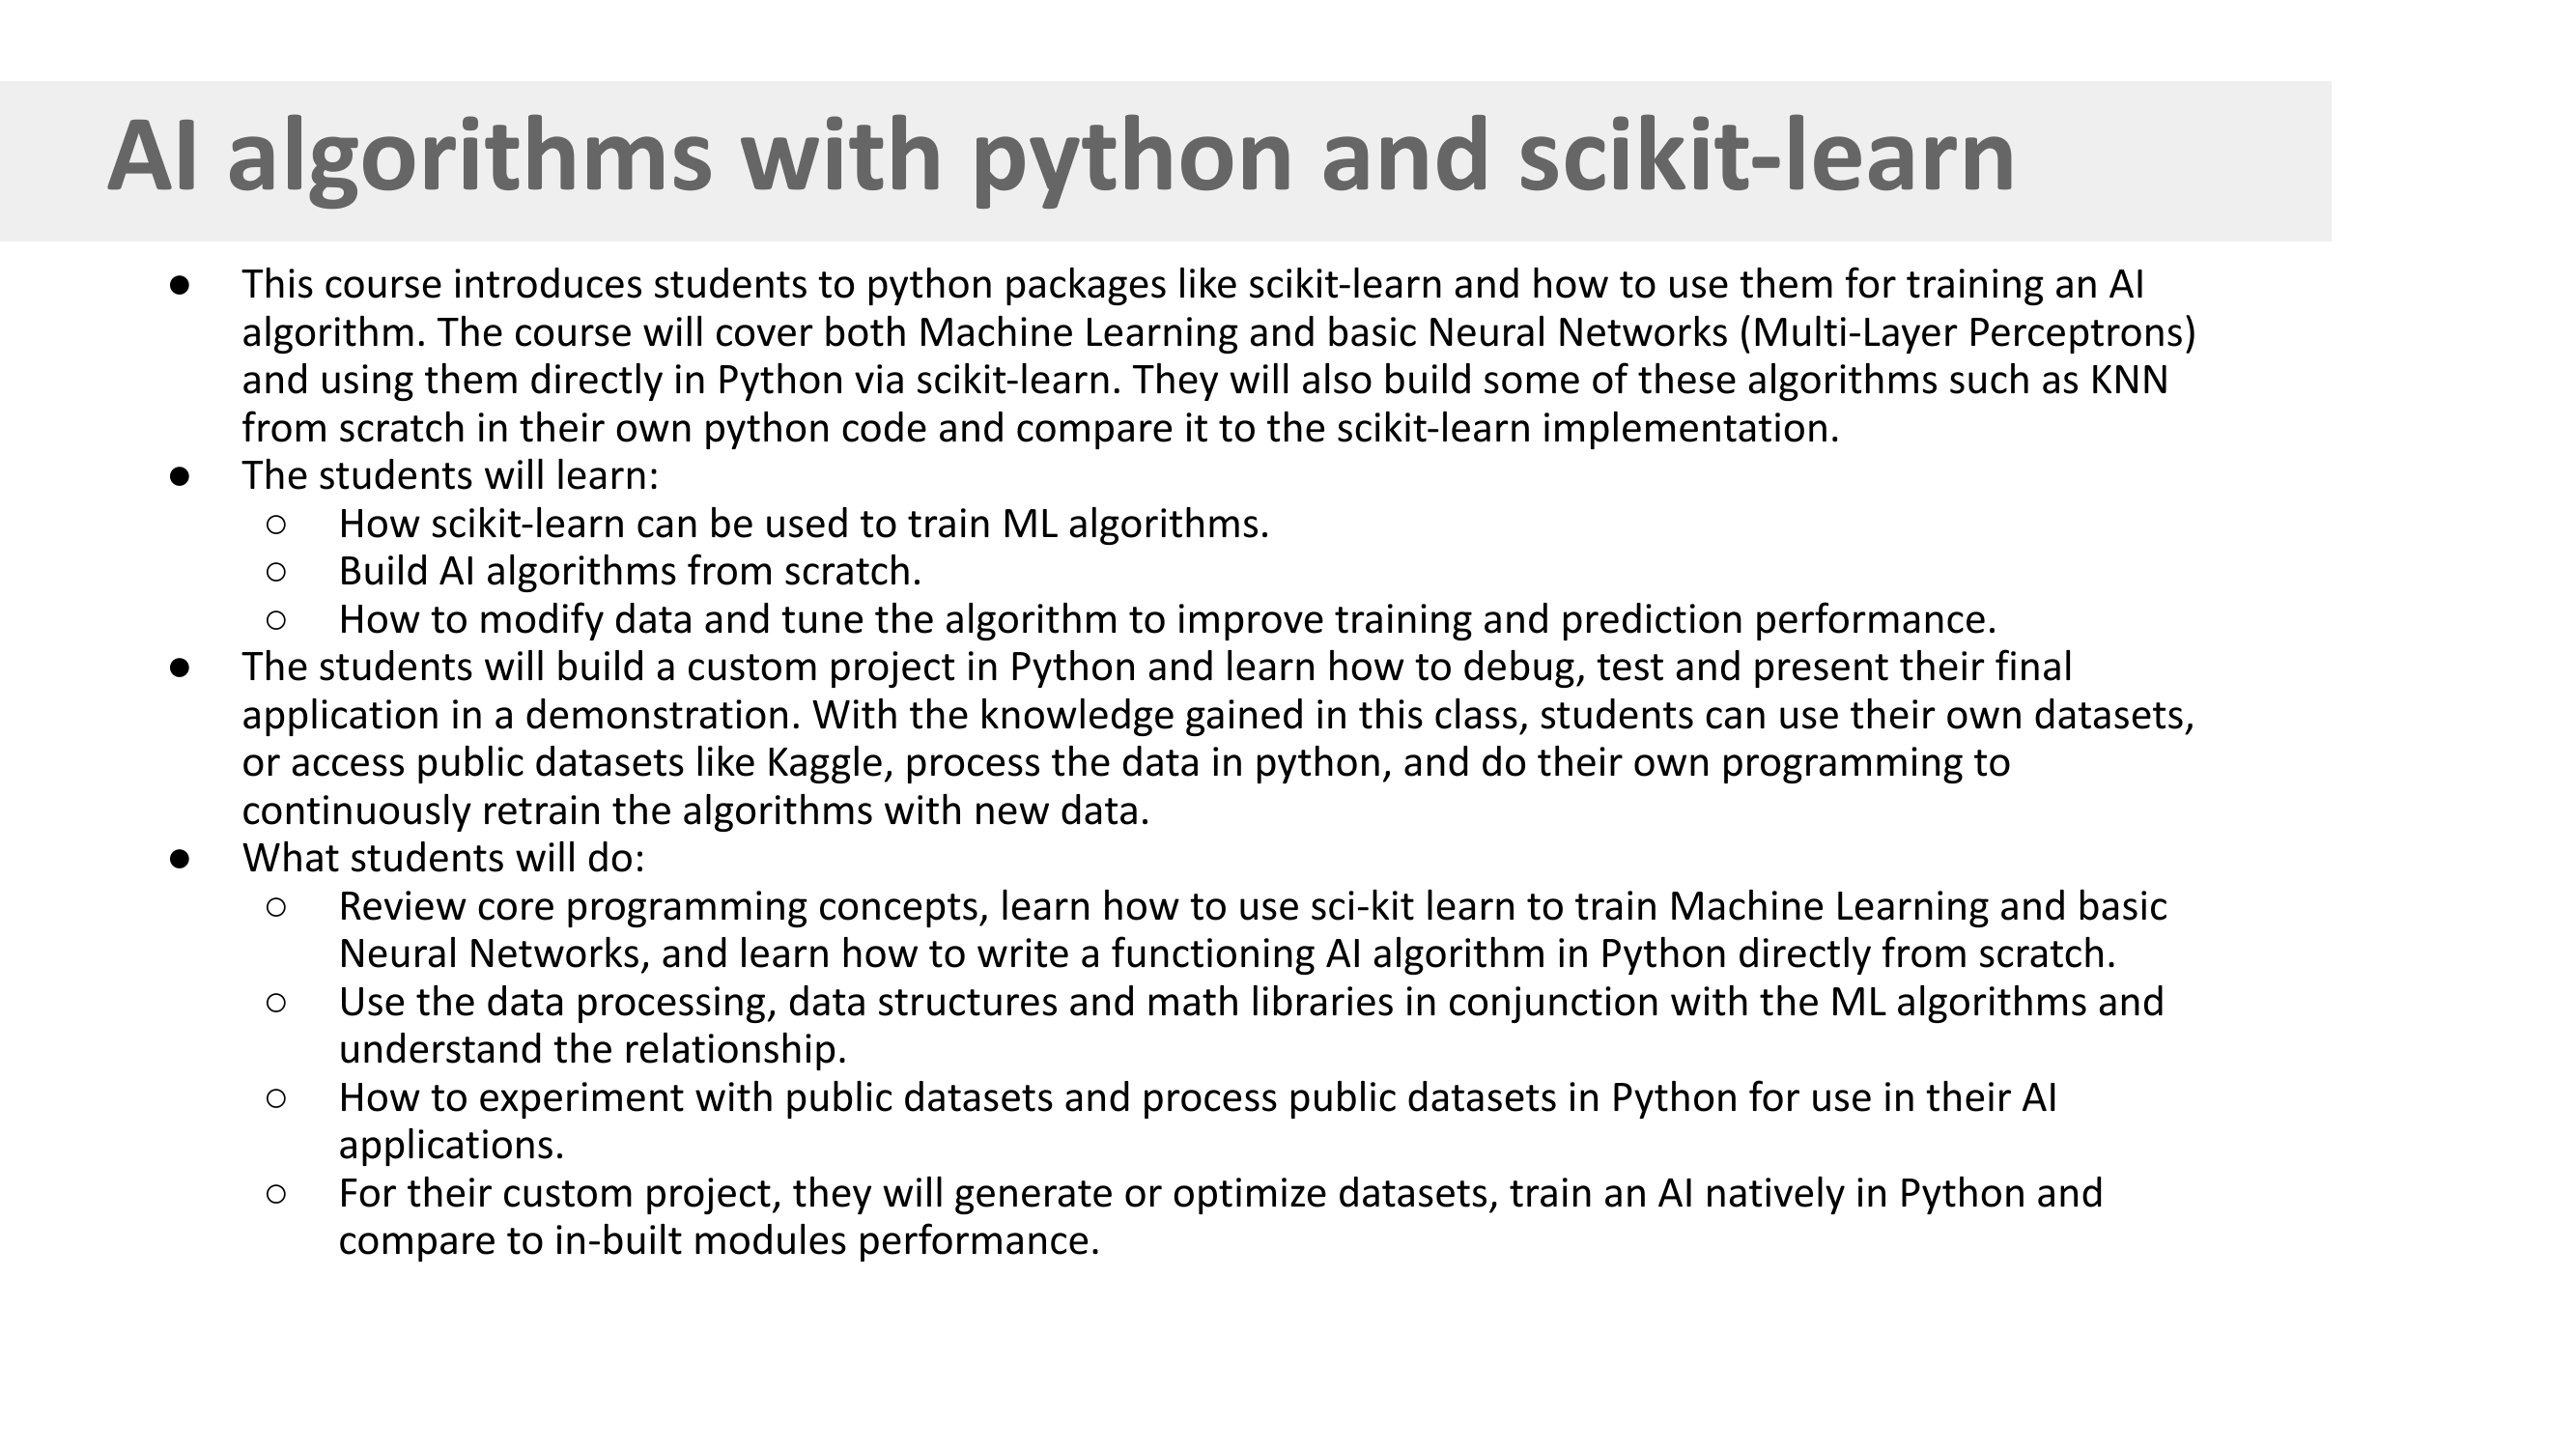 AI algorithms with python and scikit-learn
● This course introduces students to python packages like scikit-learn and how to use them for training an AI
algorithm. The course will cover both Machine Learning and basic Neural Networks (Multi-Layer Perceptrons)
and using them directly in Python via scikit-learn. They will also build some of these algorithms such as KNN
from scratch in their own python code and compare it to the scikit-learn implementation.
● The students will learn:
○ How scikit-learn can be used to train ML algorithms.
○ Build AI algorithms from scratch.
○ How to modify data and tune the algorithm to improve training and prediction performance.
● The students will build a custom project in Python and learn how to debug, test and present their final
application in a demonstration. With the knowledge gained in this class, students can use their own datasets,
or access public datasets like Kaggle, process the data in python, and do their own programming to
continuously retrain the algorithms with new data.
● What students will do:
○ Review core programming concepts, learn how to use sci-kit learn to train Machine Learning and basic
Neural Networks, and learn how to write a functioning AI algorithm in Python directly from scratch.
○ Use the data processing, data structures and math libraries in conjunction with the ML algorithms and
understand the relationship.
○ How to experiment with public datasets and process public datasets in Python for use in their AI
applications.
○ For their custom project, they will generate or optimize datasets, train an AI natively in Python and
compare to in-built modules performance.